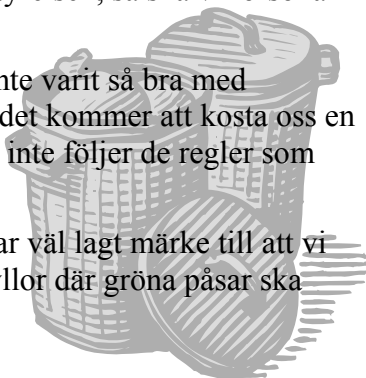 nte varit så bra med
det kommer att kosta oss en
inte följer de regler som
ar väl lagt märke till att vi
yllor där gröna påsar ska